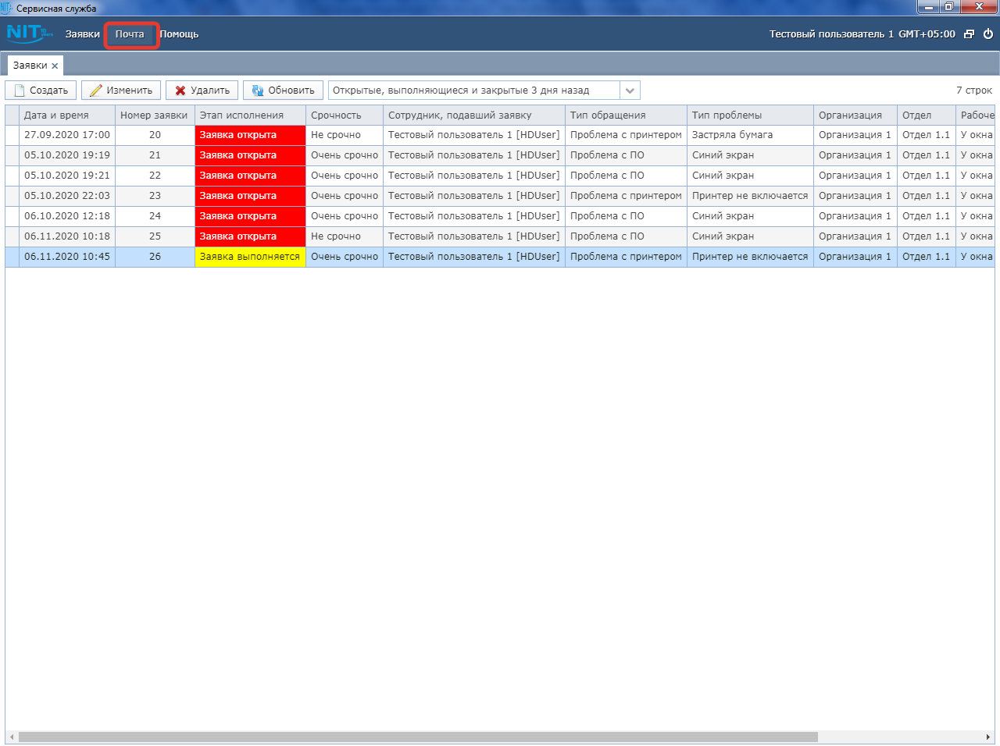 Сервисная служба
NIT Заявки Почта Помощь Тестовый пользователь 1 GMT+05:00
Заявки x
Создать Изменить Удалить Обновить Открытые, выполняющиеся и закрытые 3 дня назад 7 строк
Дата и время Номер заявки Этап исполнения Срочность Сотрудник, подавший заявку Тип обращения Тип проблемы Организация Отдел Рабоче
27.09.2020 17:00 20 Заявка открыта Не срочно Тестовый пользователь 1 [HDUser] Проблема с принтером Застряла бумага Организация 1 Отдел 1.1 У окна
05.10.2020 19:19 21 Заявка открыта Очень срочно Тестовый пользователь 1 [HDUser] Проблема с ПО Синий экран Организация 1 Отдел 1.1 У окна
05.10.2020 19:21 22 Заявка открыта Очень срочно Тестовый пользователь 1 [HDUser] Проблема с ПО Синий экран Организация 1 Отдел 1.1 У окна
05.10.2020 22:03 23 Заявка открыта Очень срочно Тестовый пользователь 1 [HDUser] Проблема с принтером Принтер не включается Организация 1 Отдел 1.1 У окна
06.10.2020 12:18 24 Заявка открыта Очень срочно Тестовый пользователь 1 [HDUser] Проблема с ПО Синий экран Организация 1 Отдел 1.1 У окна
06.11.2020 10:18 25 Заявка открыта Не срочно Тестовый пользователь 1 [HDUser] Проблема с ПО Синий экран Организация 1 Отдел 1.1 У окна
06.11.2020 10:45 26 Заявка выполняется Очень срочно Тестовый пользователь 1 [HDUser] Проблема с принтером Принтер не включается Организация 1 Отдел 1.1 У окна